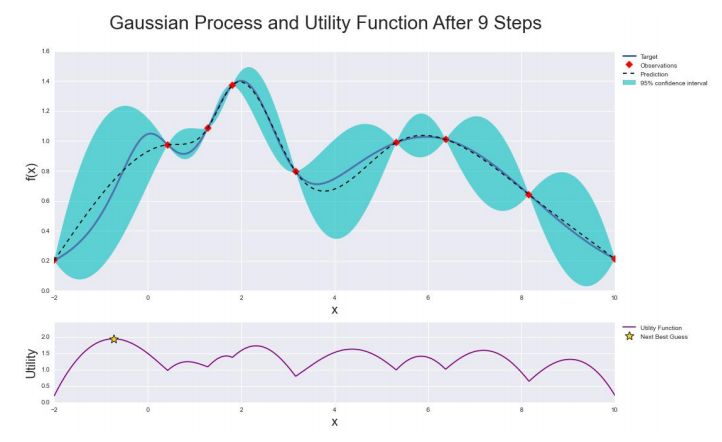 Gaussian Process and Utility Function After 9 Steps
Target
Observations
Prediction
95% confidence interval
f(x)
1.6
1.4
1.2
1.0
0.8
0.6
0.4
0.2
0.0
−2 0 2 4 6 8 10
x
Utility Function
Next Best Guess
Utility
2.0
1.5
1.0
0.5
0.0
−2 0 2 4 6 8 10
x